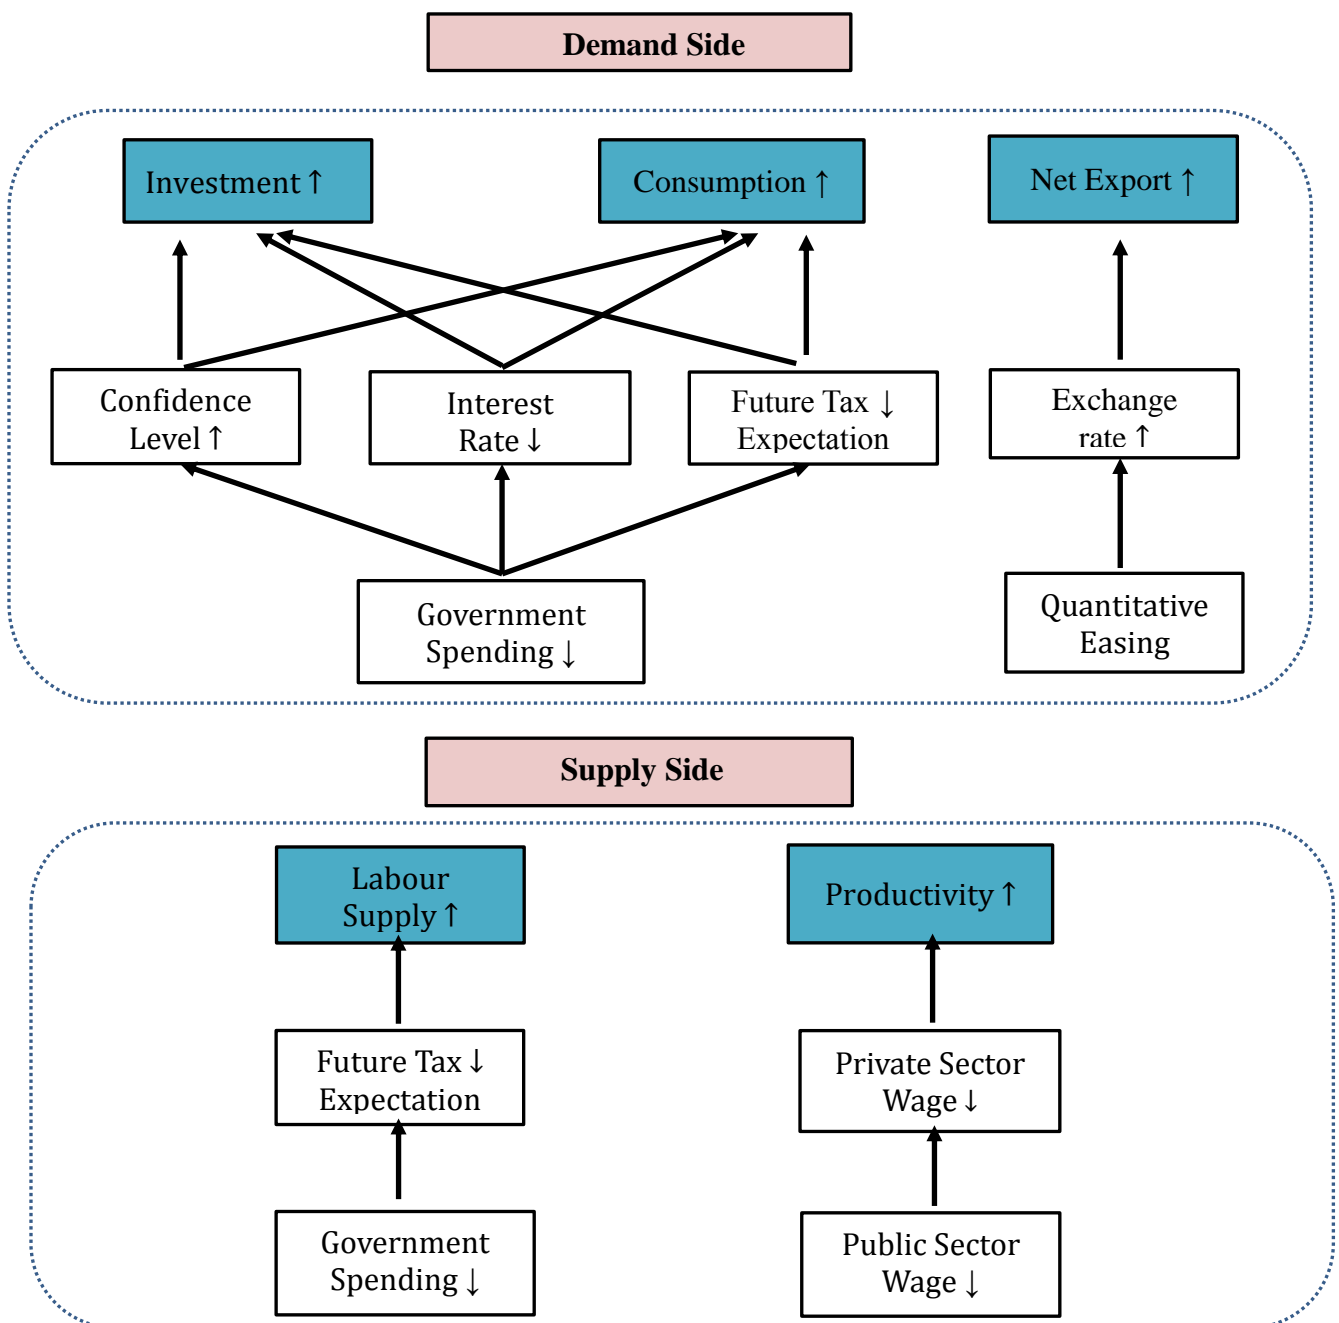 Demand Side
Investment ↑
Consumption ↑
Net Export ↑
Confidence
Level ↑
Interest
Rate ↓
Future Tax ↓
Expectation
Exchange
rate ↑
Government
Spending ↓
Quantitative
Easing
Supply Side
Labour
Supply ↑
Productivity ↑
Future Tax ↓
Expectation
Private Sector
Wage ↓
Government
Spending ↓
Public Sector
Wage ↓